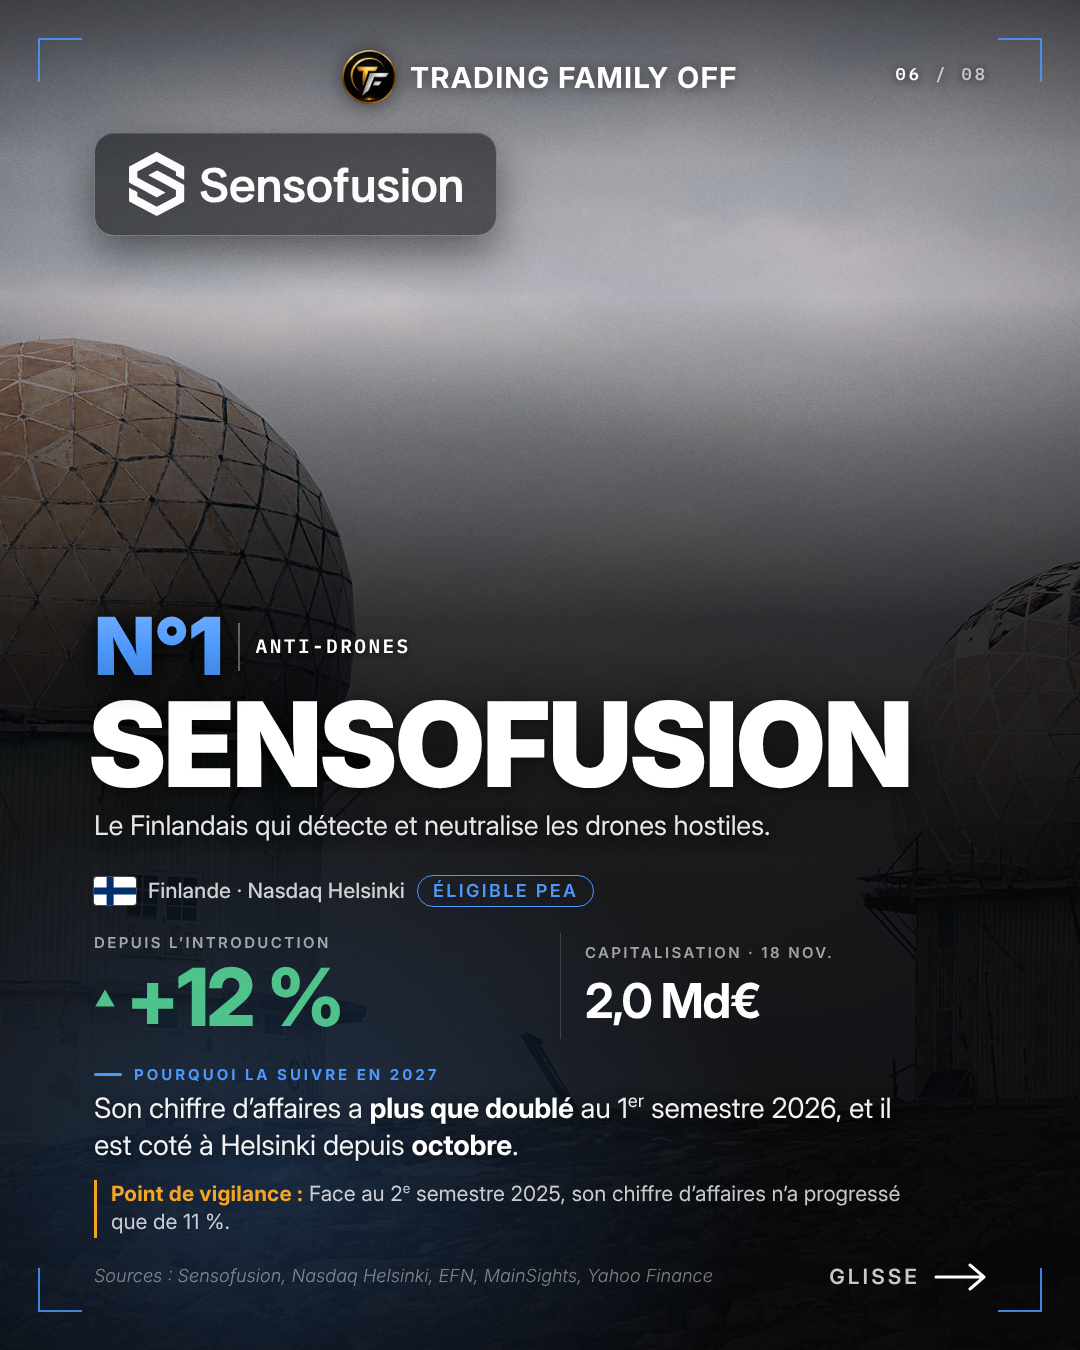 TRADING FAMILY OFF
06 / 08
Sensofusion
N°1
ANTI-DRONES
SENSOFUSION
Le Finlandais qui détecte et neutralise les drones hostiles.
Finlande · Nasdaq Helsinki
ÉLIGIBLE PEA
DEPUIS L’INTRODUCTION
▲ +12 %
CAPITALISATION · 18 NOV.
2,0 Md€
POURQUOI LA SUIVRE EN 2027
Son chiffre d’affaires a plus que doublé au 1er semestre 2026, et il
est coté à Helsinki depuis octobre.
Point de vigilance : Face au 2e semestre 2025, son chiffre d’affaires n’a progressé
que de 11 %.
Sources : Sensofusion, Nasdaq Helsinki, EFN, MainSights, Yahoo Finance
GLISSE